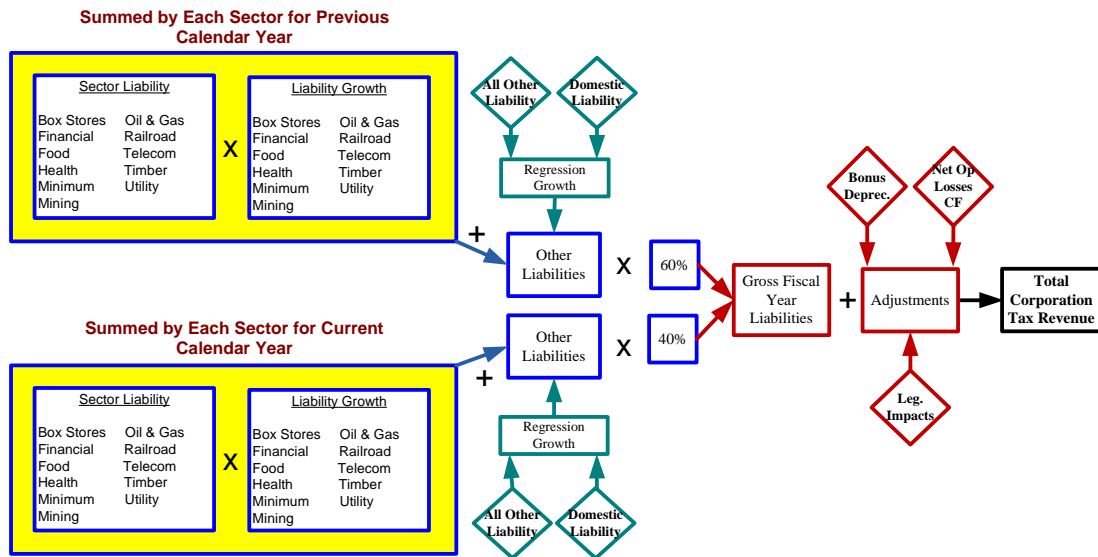 Summed by Each Sector for Previous
Calendar Year
Sector Liability
Box Stores
Financial
Food
Health
Minimum
Mining
Oil & Gas
Railroad
Telecom
Timber
Utility
X
Liability Growth
Box Stores
Financial
Food
Health
Minimum
Mining
Oil & Gas
Railroad
Telecom
Timber
Utility
All Other
Liability
Domestic
Liability
Regression
Growth
+
Other
Liabilities
X
60%
Summed by Each Sector for Current
Calendar Year
Sector Liability
Box Stores
Financial
Food
Health
Minimum
Mining
Oil & Gas
Railroad
Telecom
Timber
Utility
X
Liability Growth
Box Stores
Financial
Food
Health
Minimum
Mining
Oil & Gas
Railroad
Telecom
Timber
Utility
+
Other
Liabilities
X
40%
Regression
Growth
All Other
Liability
Domestic
Liability
Gross Fiscal
Year
Liabilities
+
Bonus
Deprec.
Net Op
Losses
CF
Adjustments
Leg.
Impacts
Total
Corporation
Tax Revenue